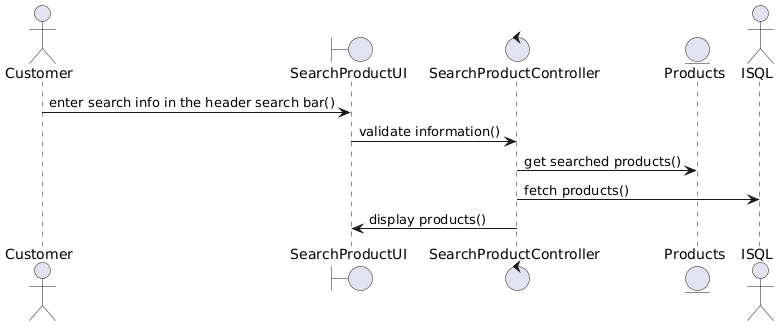 Customer
SearchProductUI
SearchProductController
Products
ISQL
enter search info in the header search bar()
validate information()
get searched products()
fetch products()
display products()
Customer
SearchProductUI
SearchProductController
Products
ISQL